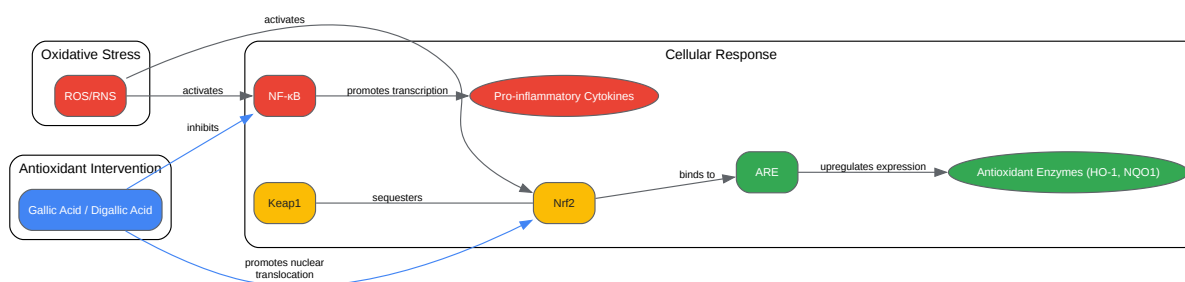 activates
Oxidative Stress
Cellular Response
ROS/RNS
activates
NF-κB
promotes transcription
Pro-inflammatory Cytokines
inhibits
Antioxidant Intervention
Gallic Acid / Digallic Acid
Keap1
sequesters
Nrf2
binds to
ARE
upregulates expression
Antioxidant Enzymes (HO-1, NQO1)
promotes nuclear
translocation